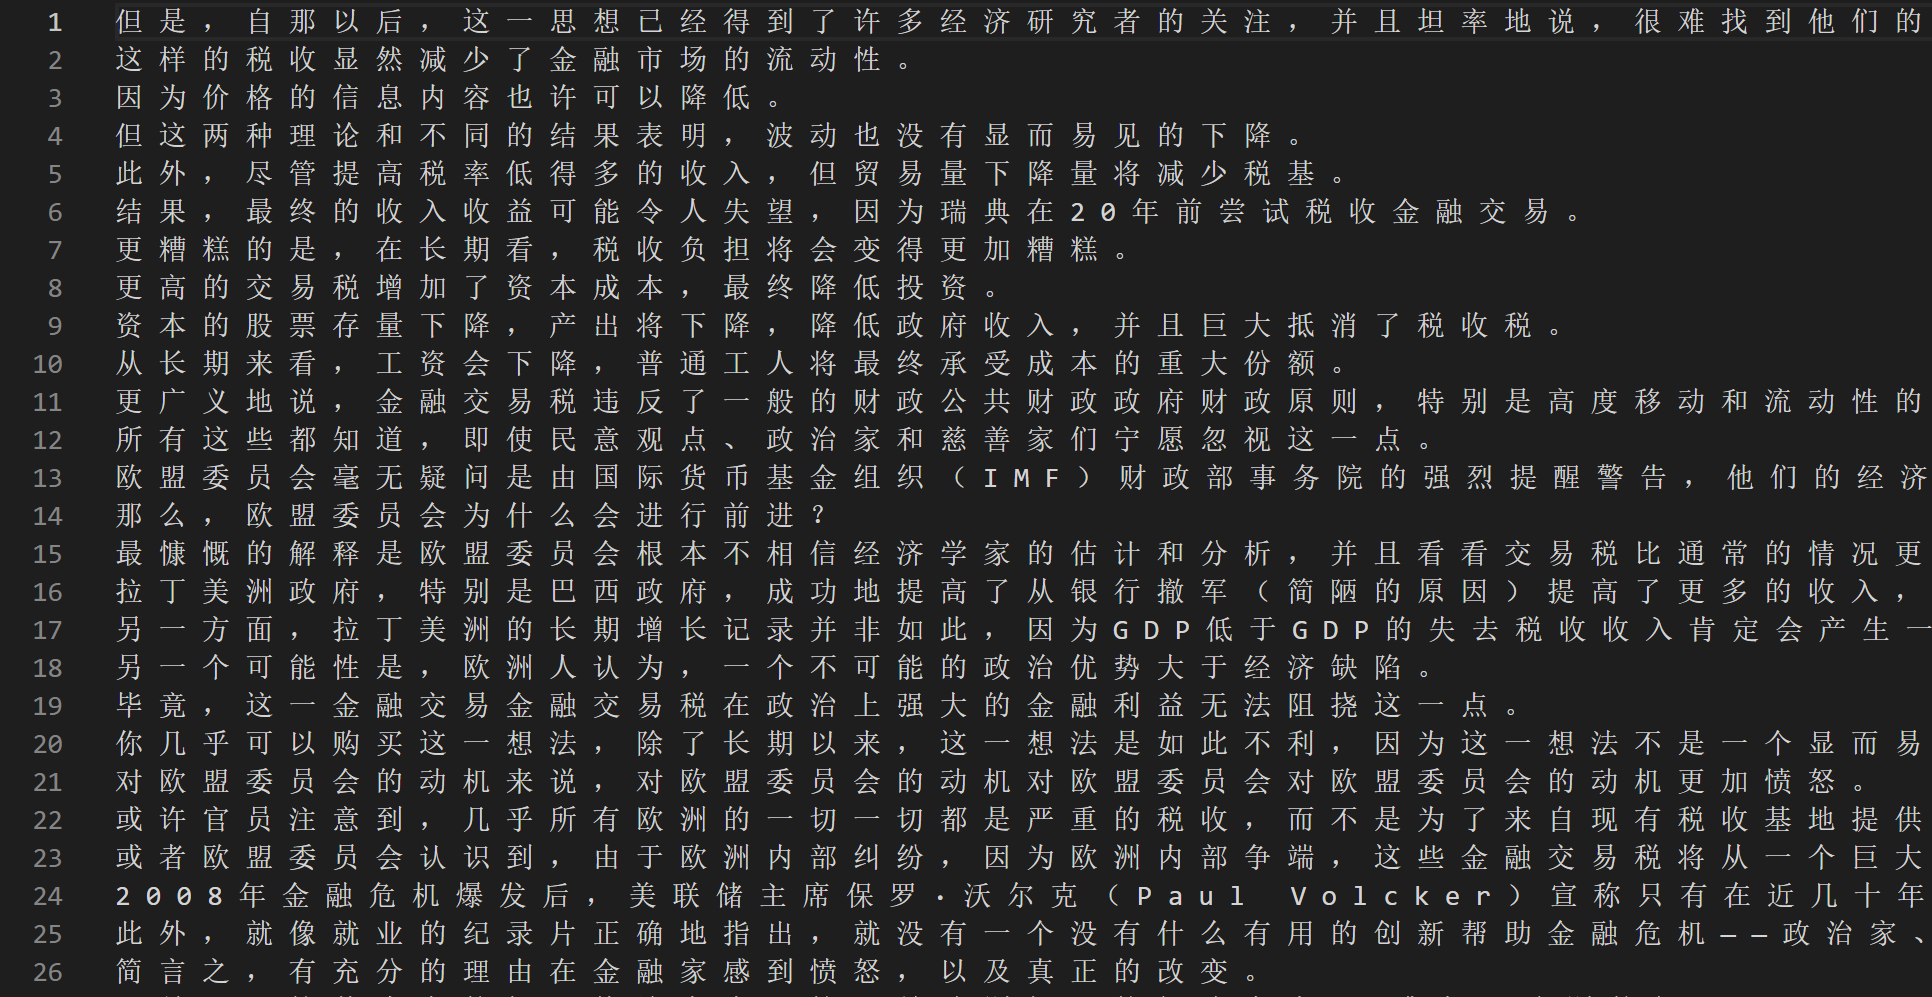 1 但是，自那以后，这一思想已经得到了许多经济研究者的关注，并且坦率地说，很难找到他们的
2 这样的税收显然减少了金融市场的流动性。
3 因为价格的信息内容也许可以降低。
4 但这两种理论和不同的结果表明，波动也没有显而易见的下降。
5 此外，尽管提高税率低得多的收入，但贸易量下降量将减少税基。
6 结果，最终的收入收益可能令人失望，因为瑞典在20年前尝试税收金融交易。
7 更糟糕的是，在长期看，税收负担将会变得更加糟糕。
8 更高的交易税增加了资本成本，最终降低投资。
9 资本的股票存量下降，产出将下降，降低政府收入，并且巨大抵消了税收税。
10 从长期来看，工资会下降，普通工人将最终承受成本的重大份额。
11 更广义地说，金融交易税违反了一般的财政公共财政政府财政原则，特别是高度移动和流动性的
12 所有这些都知道，即使民意观点、政治家和慈善家们宁愿忽视这一点。
13 欧盟委员会毫无疑问是由国际货币基金组织（IMF）财政部事务院的强烈提醒警告，他们的经济
14 那么，欧盟委员会为什么会进行前进？
15 最慷慨的解释是欧盟委员会根本不相信经济学家的估计和分析，并且看看交易税比通常的情况更
16 拉丁美洲政府，特别是巴西政府，成功地提高了从银行撤军（简陋的原因）提高了更多的收入，
17 另一方面，拉丁美洲的长期增长记录并非如此，因为GDP低于GDP的失去税收收入肯定会产生一
18 另一个可能性是，欧洲人认为，一个不可能的政治优势大于经济缺陷。
19 毕竟，这一金融交易金融交易税在政治上强大的金融利益无法阻挠这一点。
20 你几乎可以购买这一想法，除了长期以来，这一想法是如此不利，因为这一想法不是一个显而易
21 对欧盟委员会的动机来说，对欧盟委员会的动机对欧盟委员会对欧盟委员会的动机更加愤怒。
22 或许官员注意到，几乎所有欧洲的一切一切都是严重的税收，而不是为了来自现有税收基地提供
23 或者欧盟委员会认识到，由于欧洲内部纠纷，因为欧洲内部争端，这些金融交易税将从一个巨大
24 2008年金融危机爆发后，美联储主席保罗·沃尔克（Paul Volcker）宣称只有在近几十年
25 此外，就像就业的纪录片正确地指出，就没有一个没有什么有用的创新帮助金融危机——政治家、
26 简言之，有充分的理由在金融家感到愤怒，以及真正的改变。